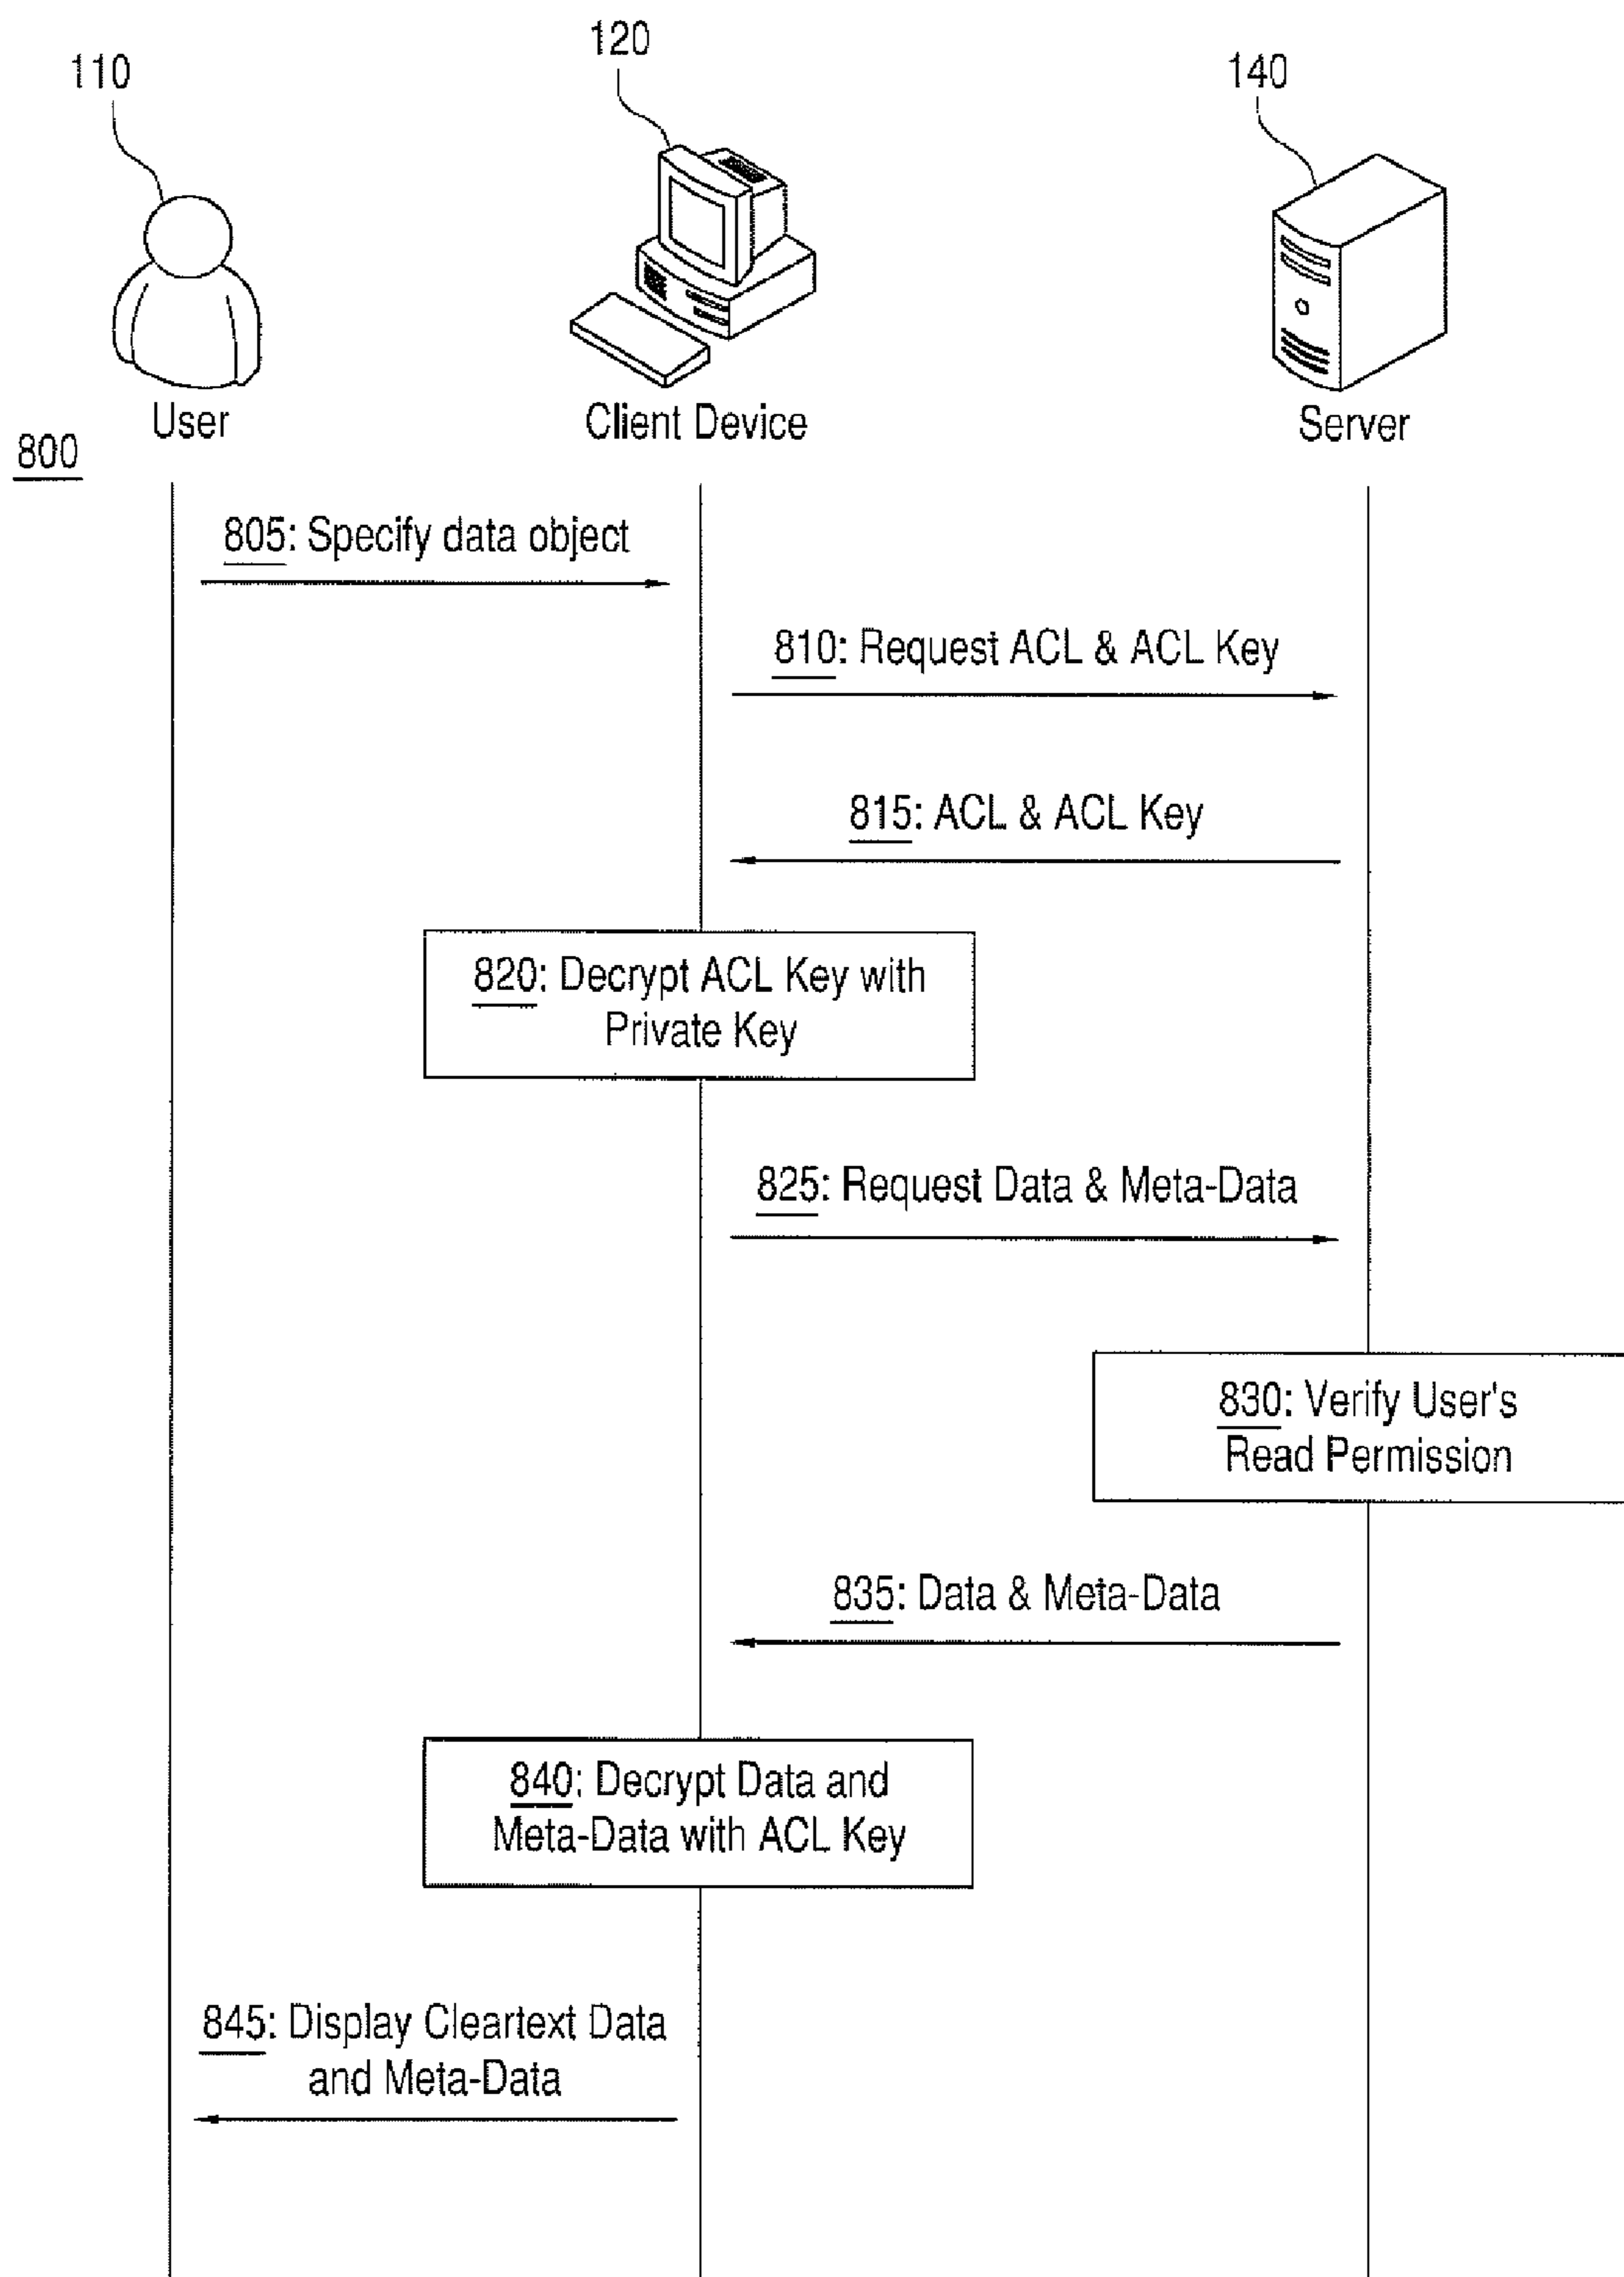 120
110
140
User
Client Device
Server
800
805: Specify data object
810: Request ACL & ACL Key
815: ACL & ACL Key
820: Decrypt ACL Key with
Private Key
825: Request Data & Meta-Data
830: Verify User's
Read Permission
835: Data & Meta-Data
840: Decrypt Data and
Meta-Data with ACL Key
845: Display Cleartext Data
and Meta-Data